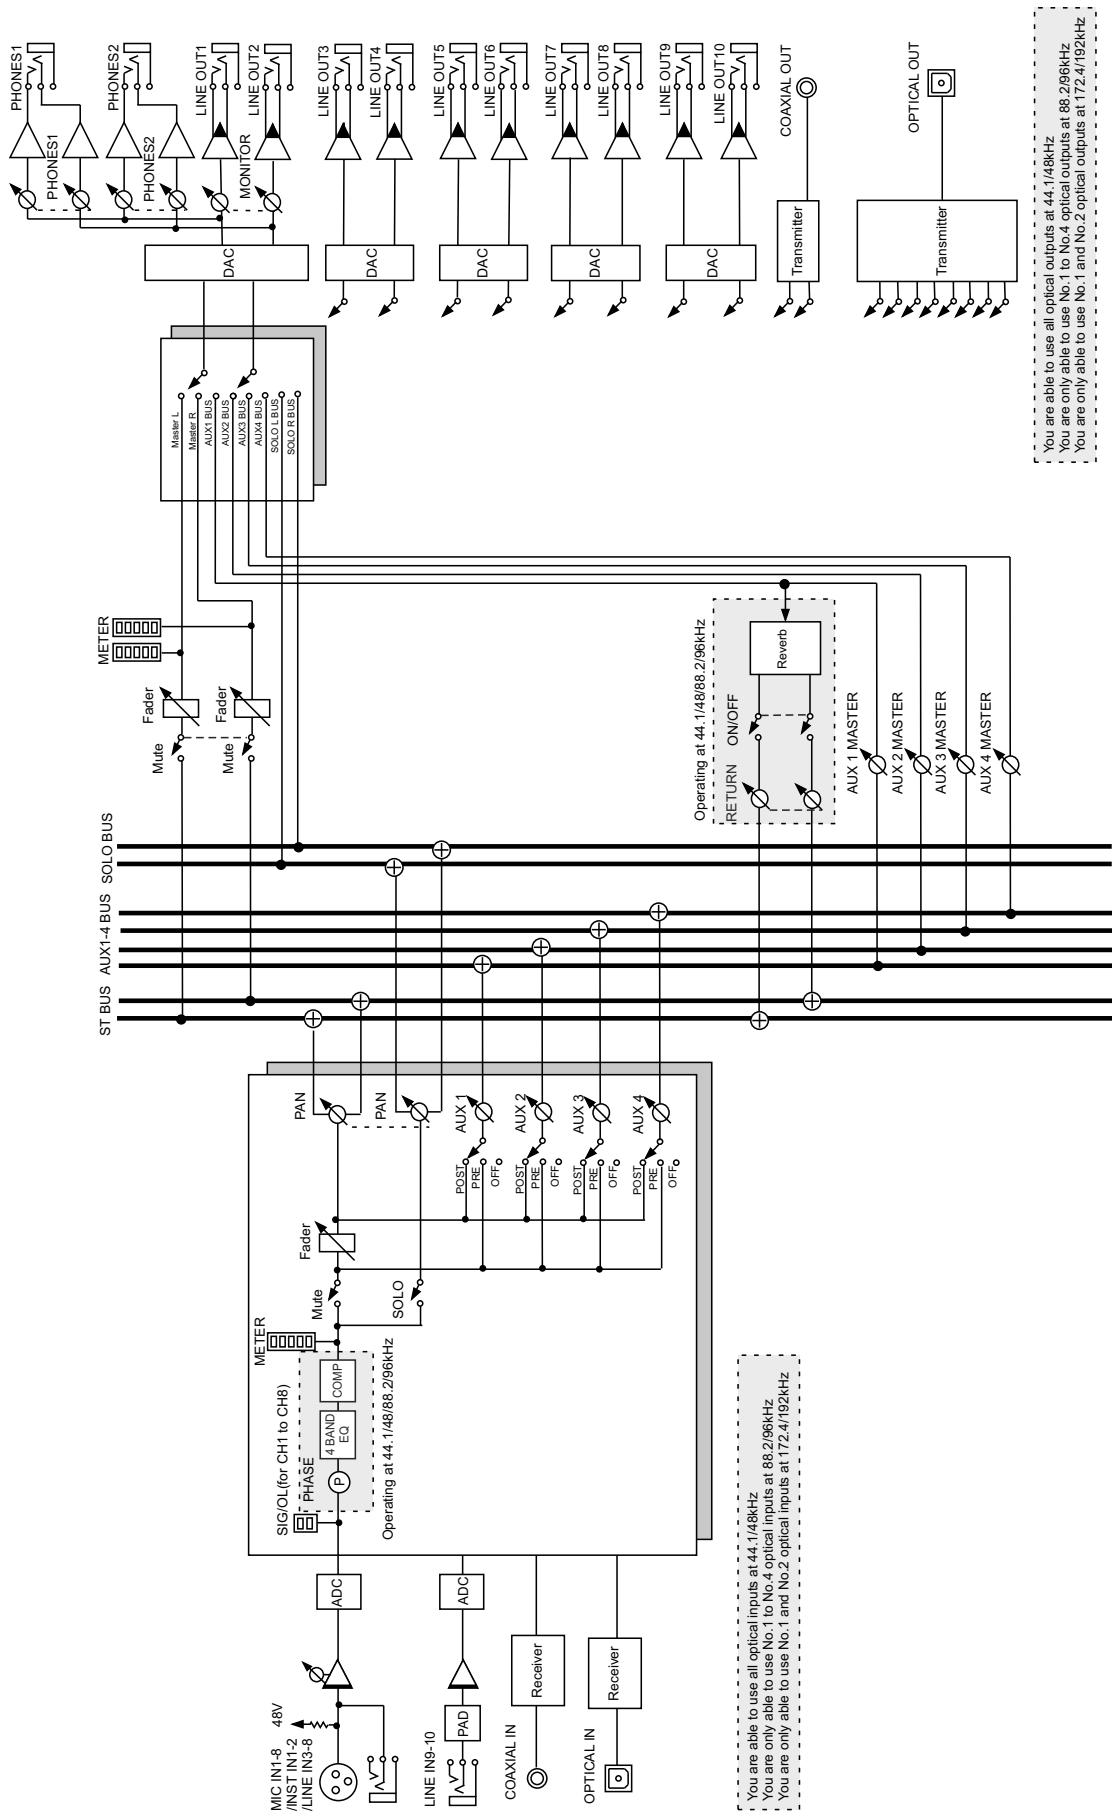 MIC IN1-8
/INST IN1-2
/LINE IN3-8
48V
LINE IN9-10
COAXIAL IN
OPTICAL IN
PAD
Receiver
Receiver
ADC
ADC
SIG/OL(for CH1 to CH8)
PHASE
P
4 BAND
EQ
COMP
Operating at 44.1/48/88.2/96kHz
METER
Mute
SOLO
Fader
PAN
PAN
POST
PRE
OFF
AUX 1
POST
PRE
OFF
AUX 2
POST
PRE
OFF
AUX 3
POST
PRE
OFF
AUX 4
You are able to use all optical inputs at 44.1/48kHz
You are only able to use No.1 to No.4 optical inputs at 88.2/96kHz
You are only able to use No.1 and No.2 optical inputs at 172.4/192kHz
ST BUS
AUX1-4 BUS
SOLO BUS
Mute
Mute
Fader
Fader
METER
Operating at 44.1/48/88.2/96kHz
RETURN
ON/OFF
Reverb
AUX 1 MASTER
AUX 2 MASTER
AUX 3 MASTER
AUX 4 MASTER
Master L
Master R
AUX1 BUS
AUX2 BUS
AUX3 BUS
AUX4 BUS
SOLO L BUS
SOLO R BUS
DAC
DAC
DAC
DAC
DAC
Transmitter
Transmitter
PHONES1
PHONES2
MONITOR
PHONES1
PHONES2
LINE OUT1
LINE OUT2
LINE OUT3
LINE OUT4
LINE OUT5
LINE OUT6
LINE OUT7
LINE OUT8
LINE OUT9
LINE OUT10
COAXIAL OUT
OPTICAL OUT
You are able to use all optical outputs at 44.1/48kHz
You are only able to use No.1 to No.4 optical outputs at 88.2/96kHz
You are only able to use No.1 and No.2 optical outputs at 172.4/192kHz